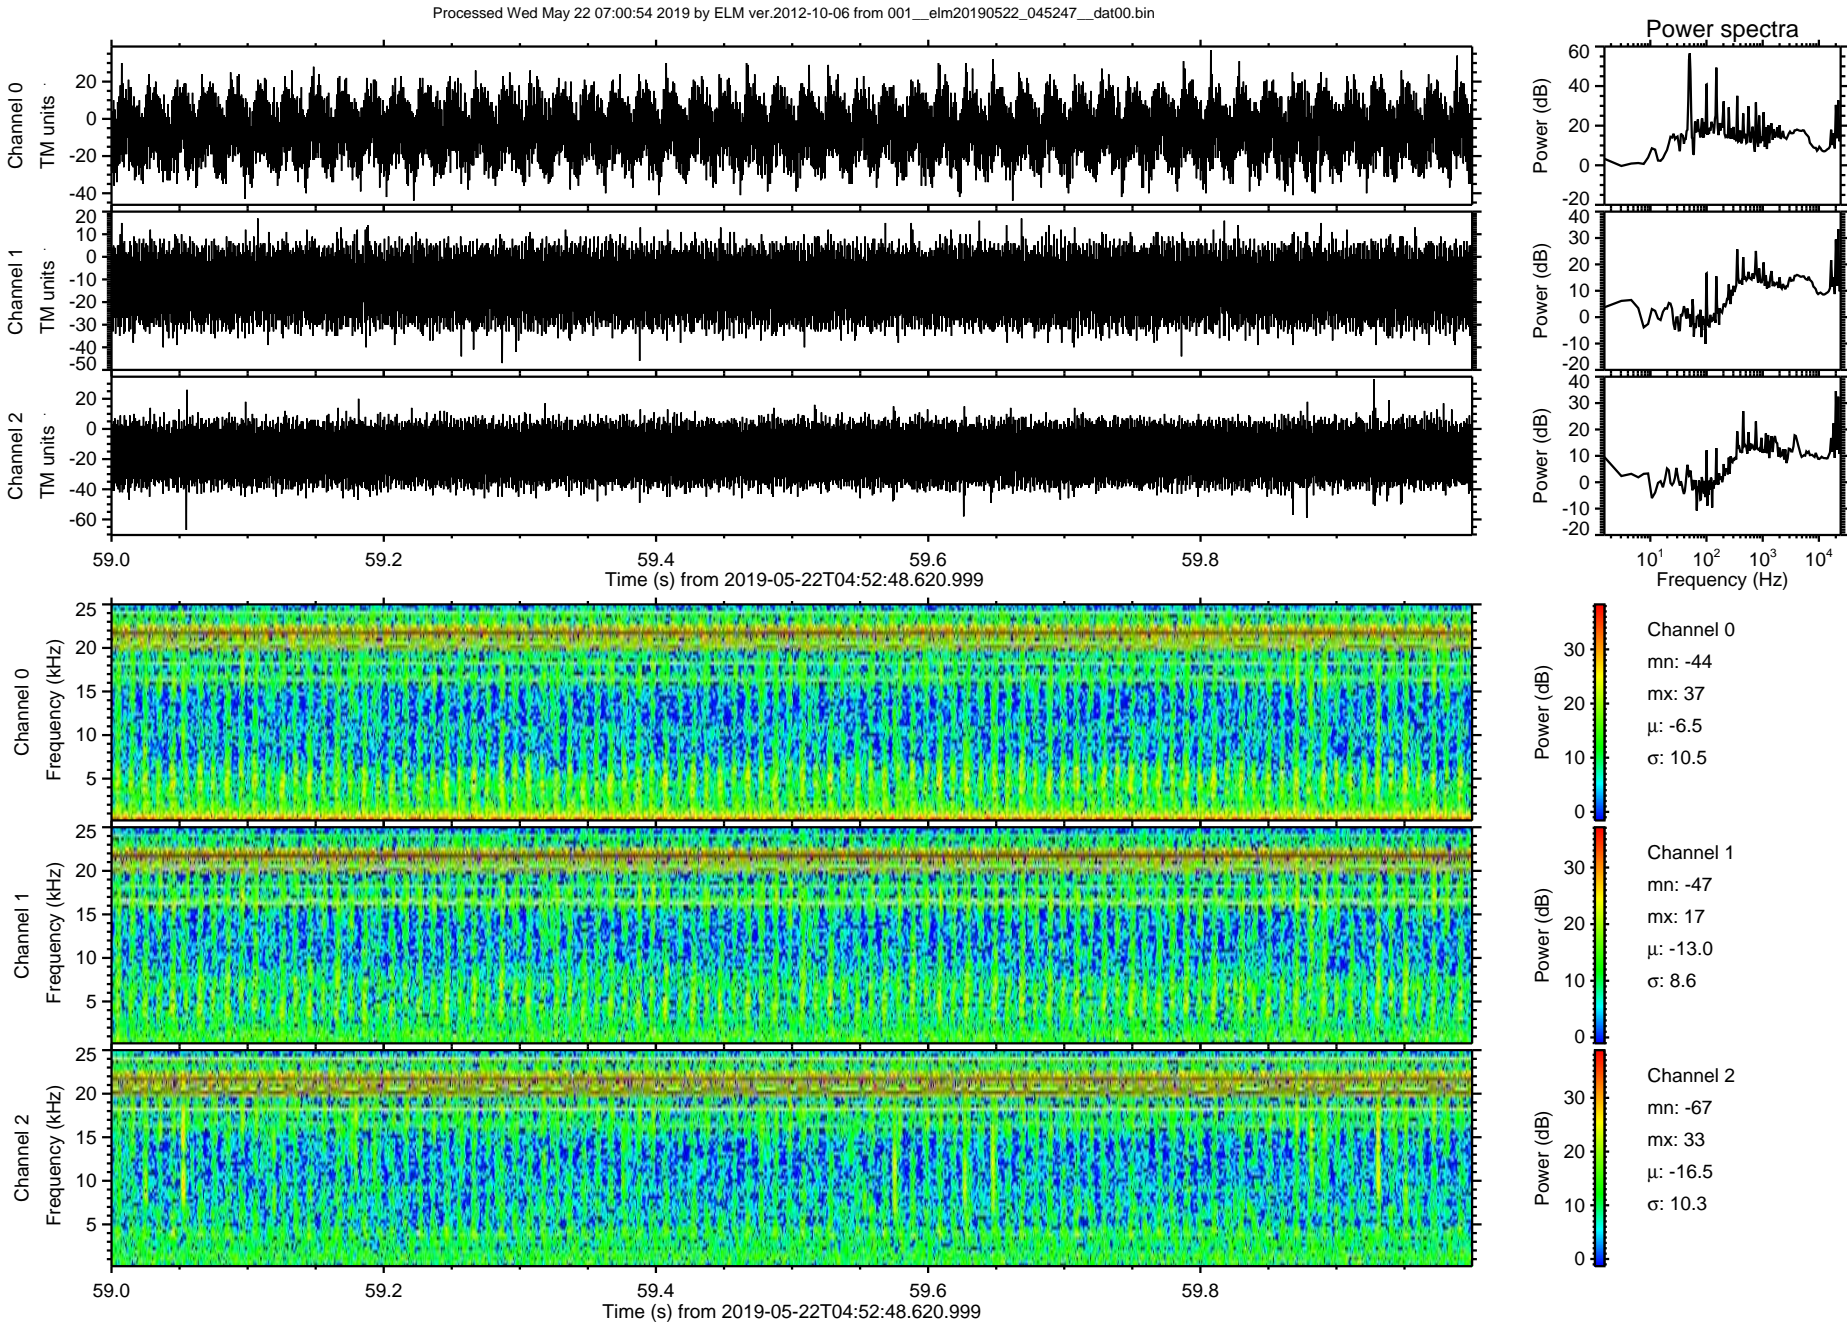 Processed Wed May 22 07:00:54 2019 by ELM ver.2012-10-06 from 001__elm20190522_045247__dat00.bin
Power spectra
Channel 0
TM units
20
0
-20
-40
Power (dB)
60
40
20
0
-20
Channel 1
TM units
20
10
0
-10
-20
-30
-40
-50
Power (dB)
40
30
20
10
0
-10
-20
Channel 2
TM units
20
0
-20
-40
-60
Power (dB)
40
30
20
10
0
-10
-20
59.0 59.2 59.4 59.6 59.8
Time (s) from 2019-05-22T04:52:48.620.999
10^1 10^2 10^3 10^4
Frequency (Hz)
Channel 0
Frequency (kHz)
25
20
15
10
5
Power (dB)
30
20
10
0
Channel 0
mn: -44
mx: 37
μ: -6.5
σ: 10.5
Channel 1
Frequency (kHz)
25
20
15
10
5
Power (dB)
30
20
10
0
Channel 1
mn: -47
mx: 17
μ: -13.0
σ: 8.6
Channel 2
Frequency (kHz)
25
20
15
10
5
Power (dB)
30
20
10
0
Channel 2
mn: -67
mx: 33
μ: -16.5
σ: 10.3
59.0 59.2 59.4 59.6 59.8
Time (s) from 2019-05-22T04:52:48.620.999